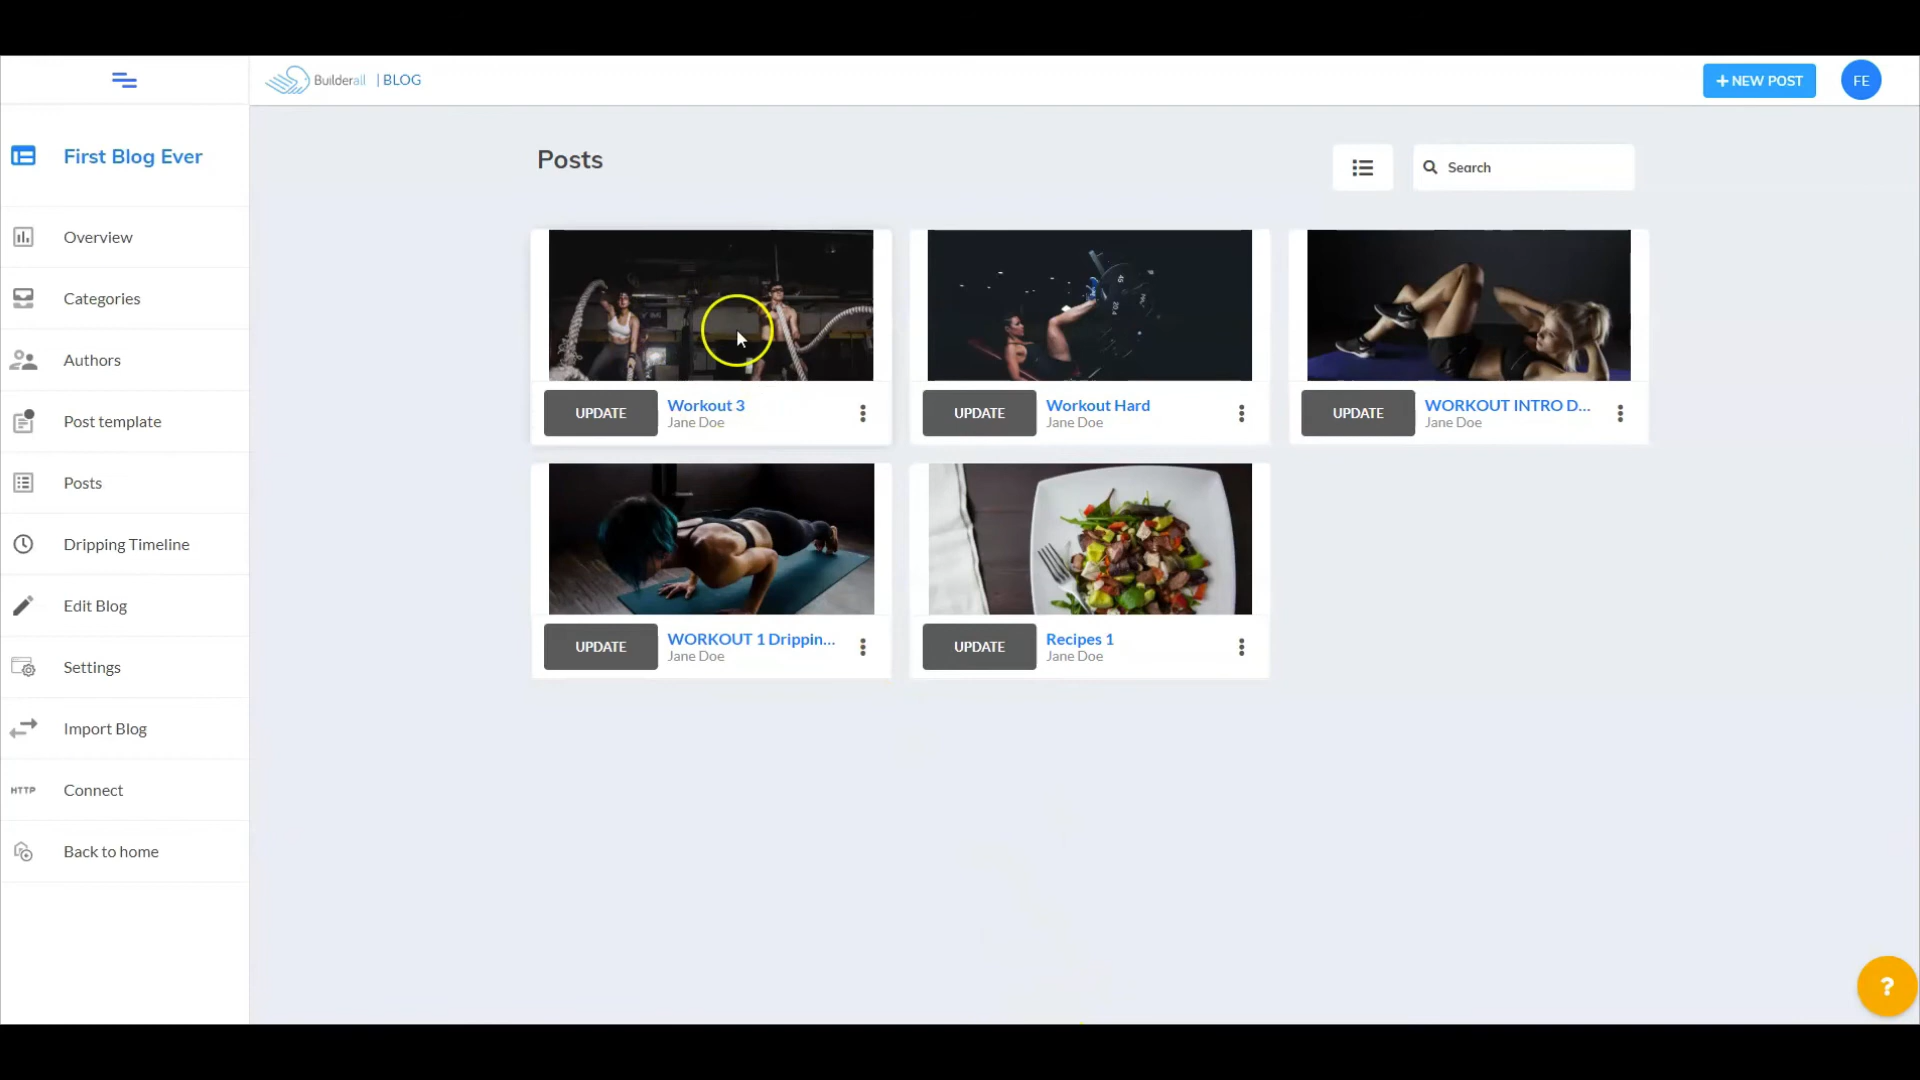 Builderall | BLOG
+ NEW POST
FE
First Blog Ever
Overview
Categories
Authors
Post template
Posts
Dripping Timeline
Edit Blog
Settings
Import Blog
HTTP Connect
Back to home
Posts
Search
UPDATE
Workout 3
Jane Doe
UPDATE
Workout Hard
Jane Doe
UPDATE
WORKOUT INTRO D...
Jane Doe
UPDATE
WORKOUT 1 Drippin...
Jane Doe
UPDATE
Recipes 1
Jane Doe
?